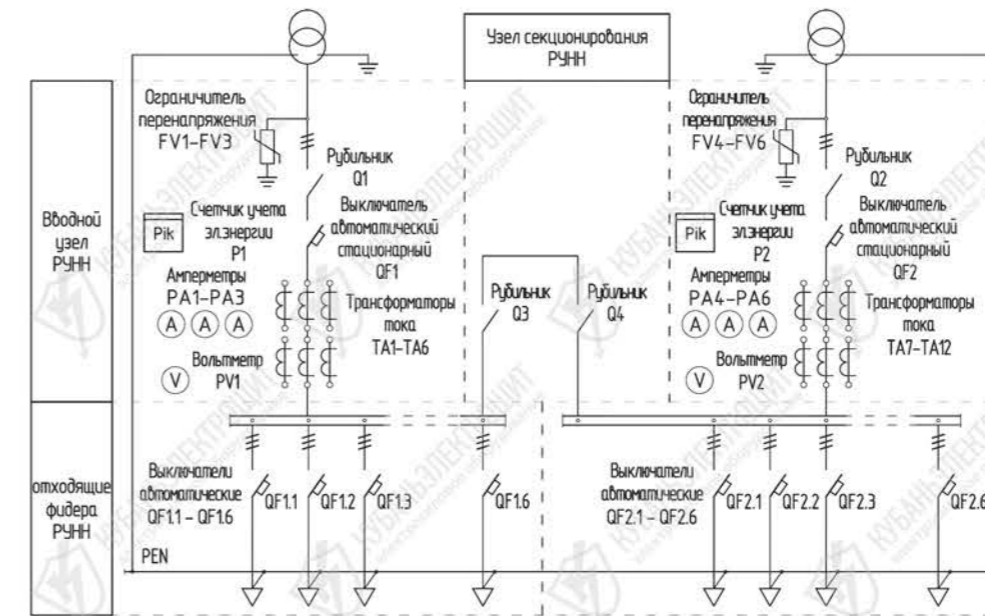 Узел секционирования
РУНН
Ограничитель
перенапряжения
FV1-FV3
Рубильник
Q1
Вводной
узел
РУНН
Pik
Счетчик учета
эл.энергии
P1
Выключатель
автоматический
стационарный
QF1
Амперметры
PA1-PA3
A A A
Трансформаторы
тока
TA1-TA6
Вольтметр
PV1
V
Рубильник
Q3
Рубильник
Q4
Ограничитель
перенапряжения
FV4-FV6
Рубильник
Q2
Pik
Счетчик учета
эл.энергии
P2
Выключатель
автоматический
стационарный
QF2
Амперметры
PA4-PA6
A A A
Трансформаторы
тока
TA7-TA12
Вольтметр
PV2
V
отходящие
фидера
РУНН
Выключатели
автоматические
QF1.1 - QF1.6
QF1.1
QF1.2
QF1.3
QF1.6
Выключатели
автоматические
QF2.1 - QF2.6
QF2.1
QF2.2
QF2.3
QF2.6
PEN
КУБАНЬЭЛЕКТРОЩИТ
электрощитовое оборудование